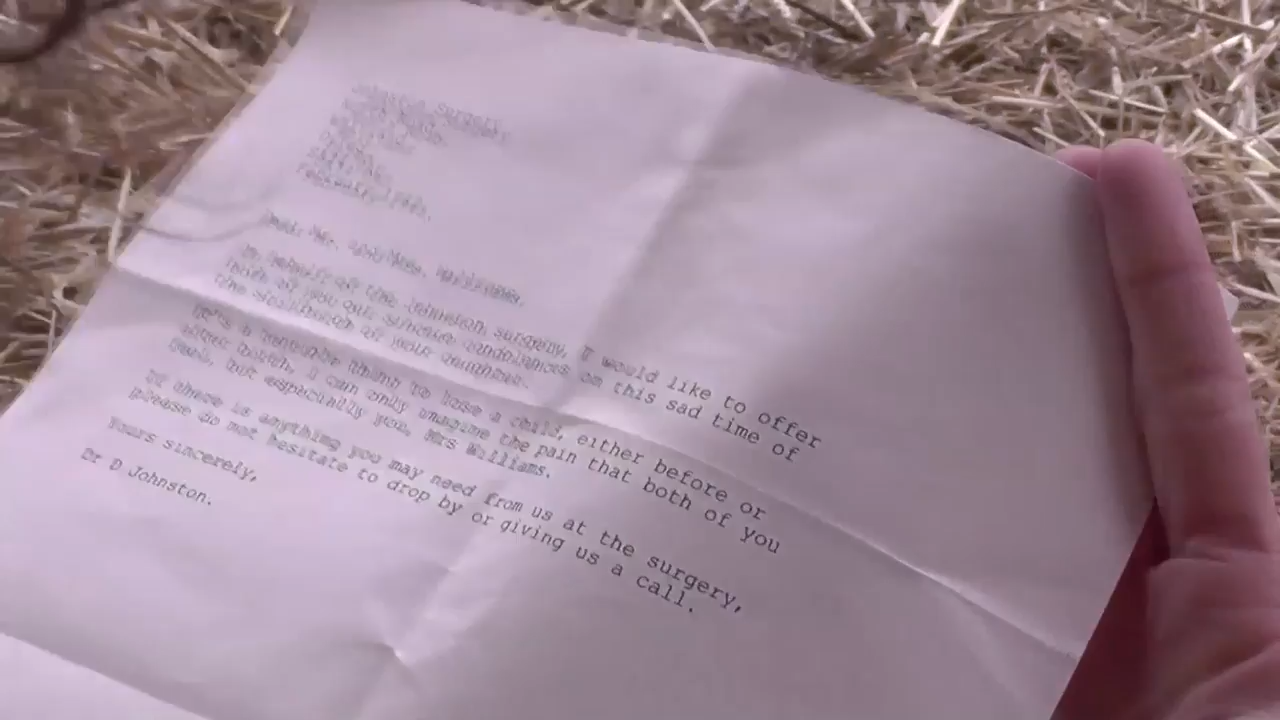 Johnston Surgery,
Dear Mr. and Mrs. Williams,
On behalf of the Johnston surgery, I would like to offer
both of you our sincere condolences on this sad time of
the stillbirth of your daughter.
It's a terrible thing to lose a child, either before or
after birth, I can only imagine the pain that both of you
feel, but especially you, Mrs Williams.
If there is anything you may need from us at the surgery,
please do not hesitate to drop by or giving us a call.
Yours sincerely,
Dr D Johnston.